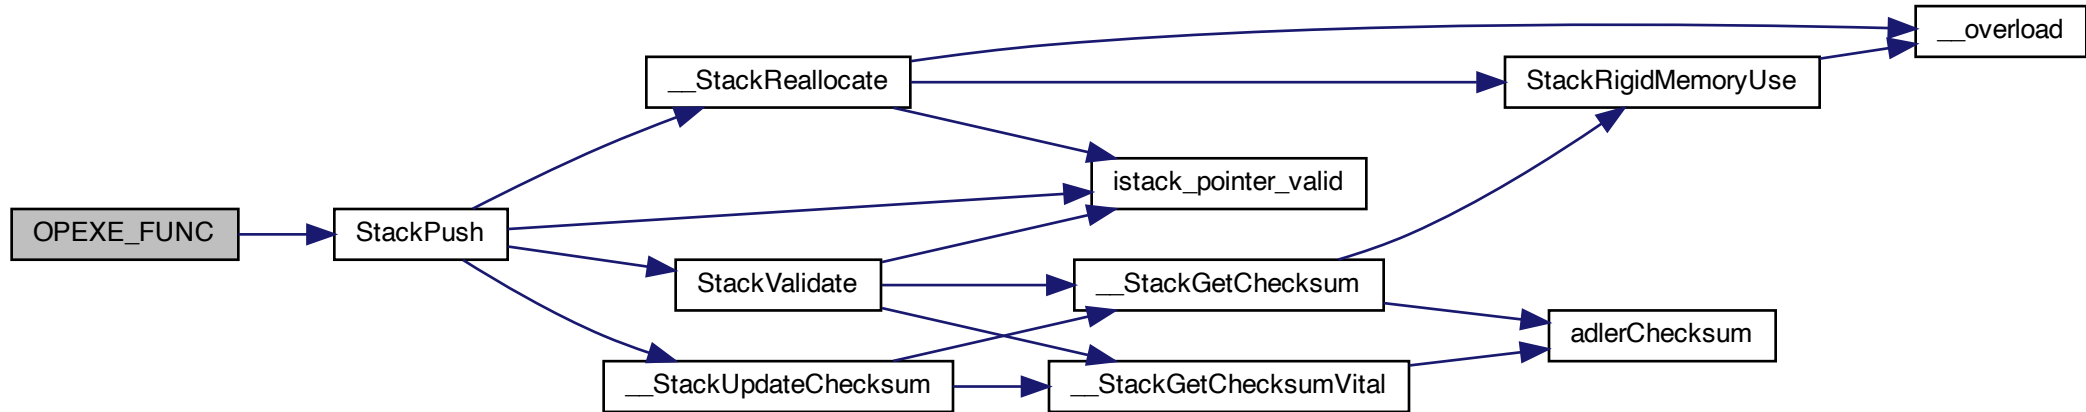 __overload
__StackReallocate
StackRigidMemoryUse
istack_pointer_valid
OPEXE_FUNC
StackPush
StackValidate
__StackGetChecksum
adlerChecksum
__StackUpdateChecksum
__StackGetChecksumVital